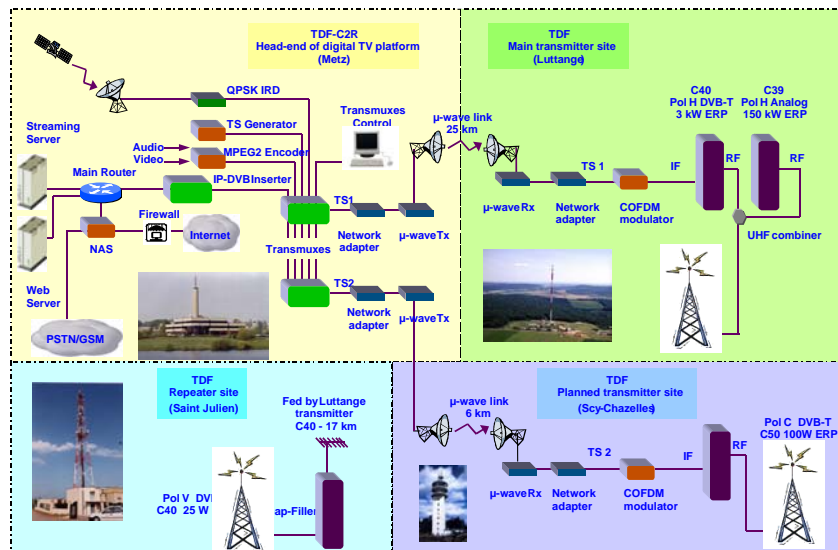 TDF-C2R
Head-end of digital TV platform
(Metz)
QPSK IRD
TS Generator
Audio
Video
MPEG2 Encoder
Streaming
Server
Main Router
IP-DVB Inserter
Transmuxes
Control
TS1
Network
adapter
µ-wave Tx
NAS
Firewall
Internet
Transmuxes
Web
Server
PSTN/GSM
TS2
Network
adapter
µ-wave Tx
µ-wave link
25 km
TDF
Main transmitter site
(Luttange)
C40
Pol H DVB-T
3 kW ERP
C39
Pol H Analog
150 kW ERP
µ-wave Rx
TS 1
Network
adapter
COFDM
modulator
IF
RF
RF
UHF combiner
TDF
Repeater site
(Saint Julien)
Fed by Luttange
transmitter
C40 - 17 km
Pol V DV
C40 25 W
ap-Filler
µ-wave link
6 km
TDF
Planned transmitter site
(Scy-Chazelles)
µ-wave Rx
TS 2
Network
adapter
COFDM
modulator
IF
RF
Pol C DVB-T
C50 100W ERP